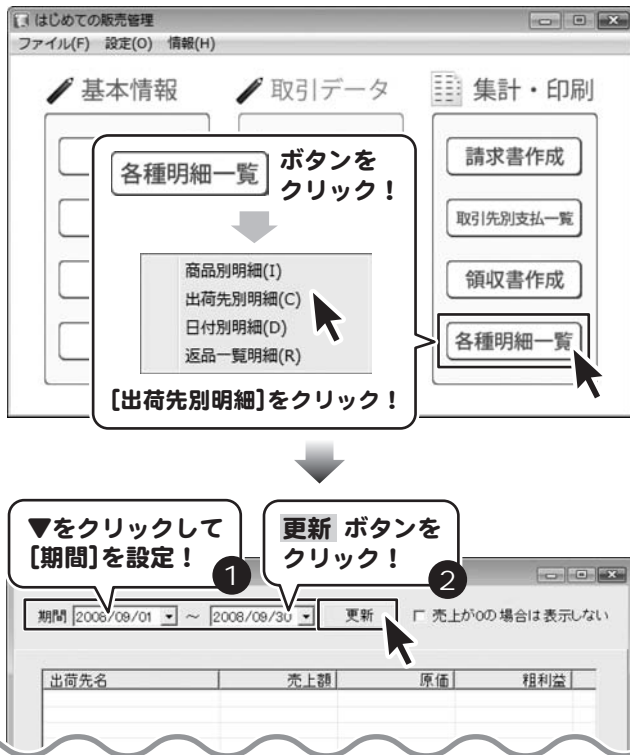 はじめての販売管理
ファイル(F) 設定(O) 情報(H)
基本情報
取引データ
集計・印刷
請求書作成
取引先別支払一覧
領収書作成
各種明細一覧
各種明細一覧 ボタンを
クリック！
商品別明細(I)
出荷先別明細(C)
日付別明細(D)
返品一覧明細(R)
[出荷先別明細]をクリック！
▼をクリックして
[期間]を設定！
1
更新 ボタンを
クリック！
2
期間 2008/09/01 ～ 2008/09/30 更新 売上が0の場合は表示しない
出荷先名 売上額 原価 粗利益